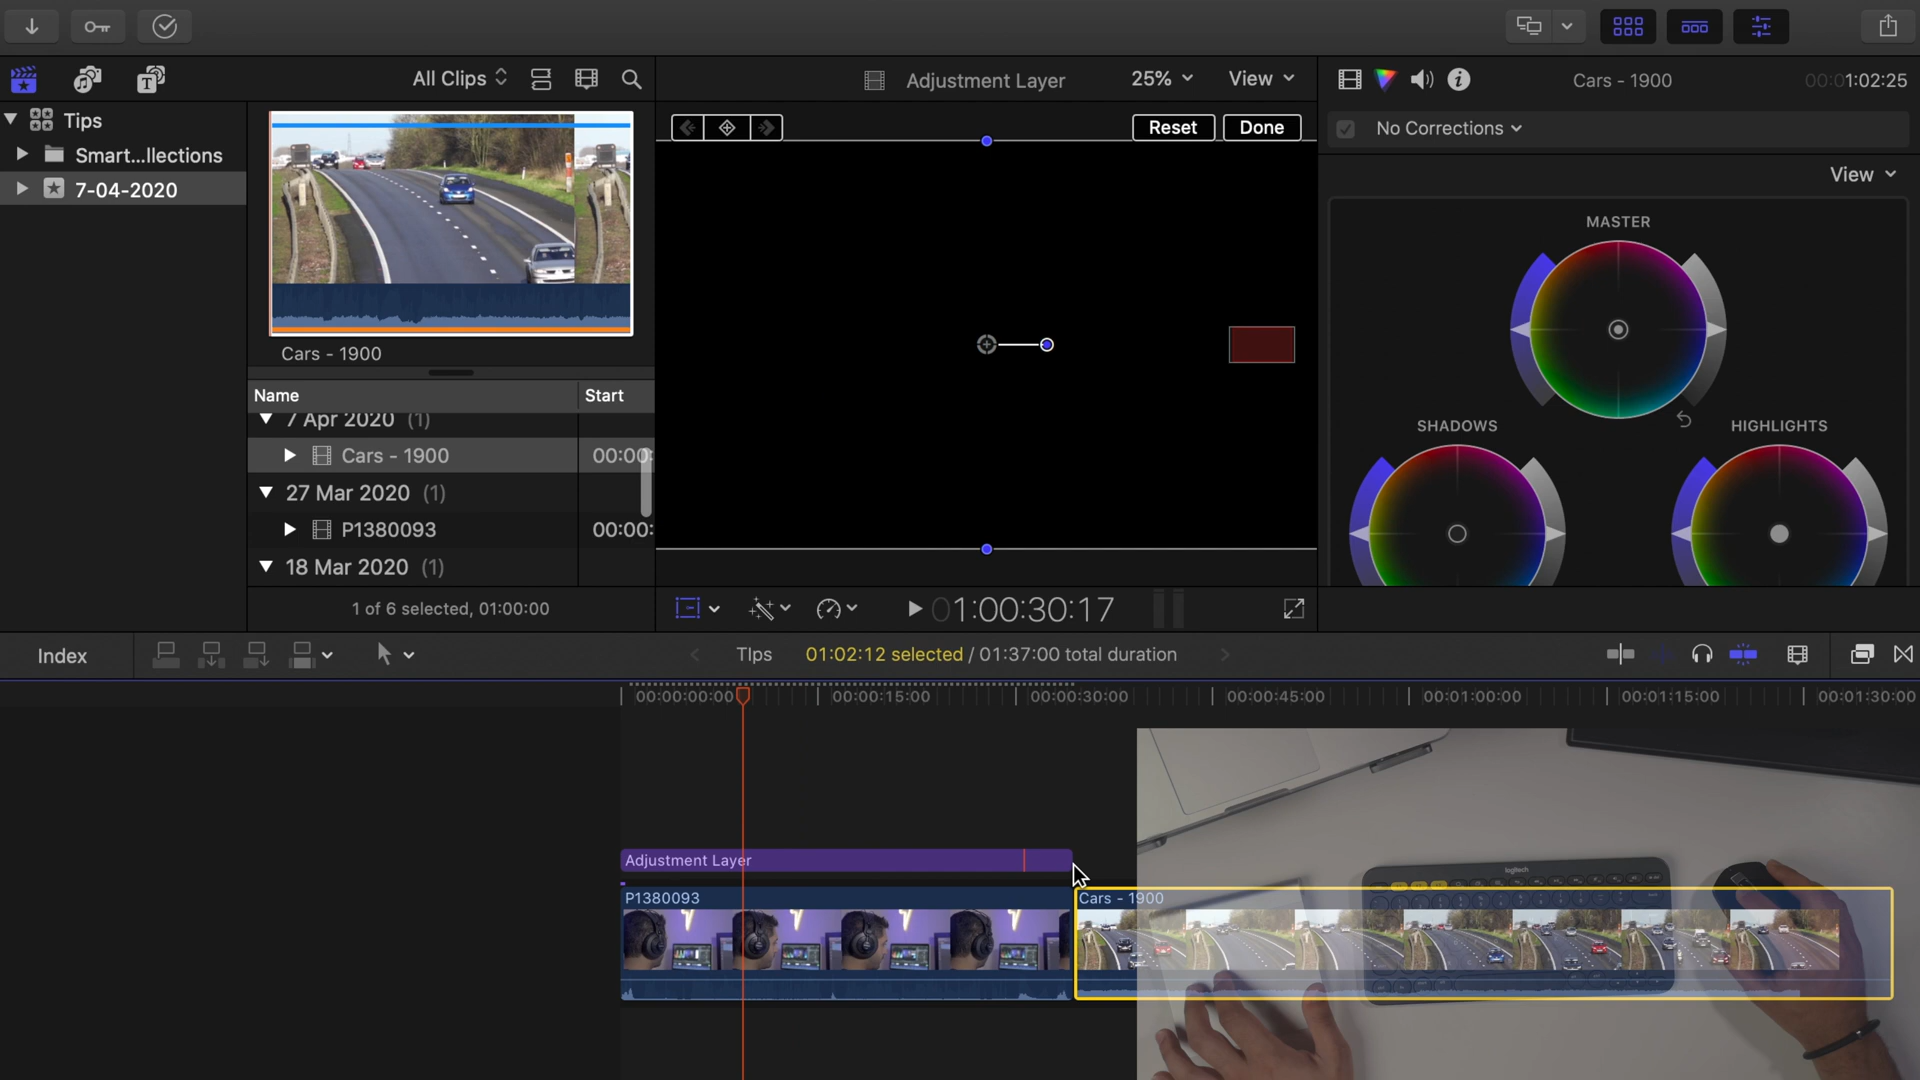 All Clips
Adjustment Layer
25%
View
Cars - 1900
00:01:02:25
Tips
Smart...llections
7-04-2020
Reset
Done
No Corrections
View
MASTER
SHADOWS
HIGHLIGHTS
Cars - 1900
Name
Start
7 Apr 2020 (1)
Cars - 1900
00:00:
27 Mar 2020 (1)
P1380093
00:00:
18 Mar 2020 (1)
1 of 6 selected, 01:00:00
01:00:30:17
Index
TIps
01:02:12 selected / 01:37:00 total duration
00:00:00:00
00:00:15:00
00:00:30:00
00:00:45:00
00:01:00:00
00:01:15:00
00:01:30:00
Adjustment Layer
P1380093
Cars - 1900
logitech